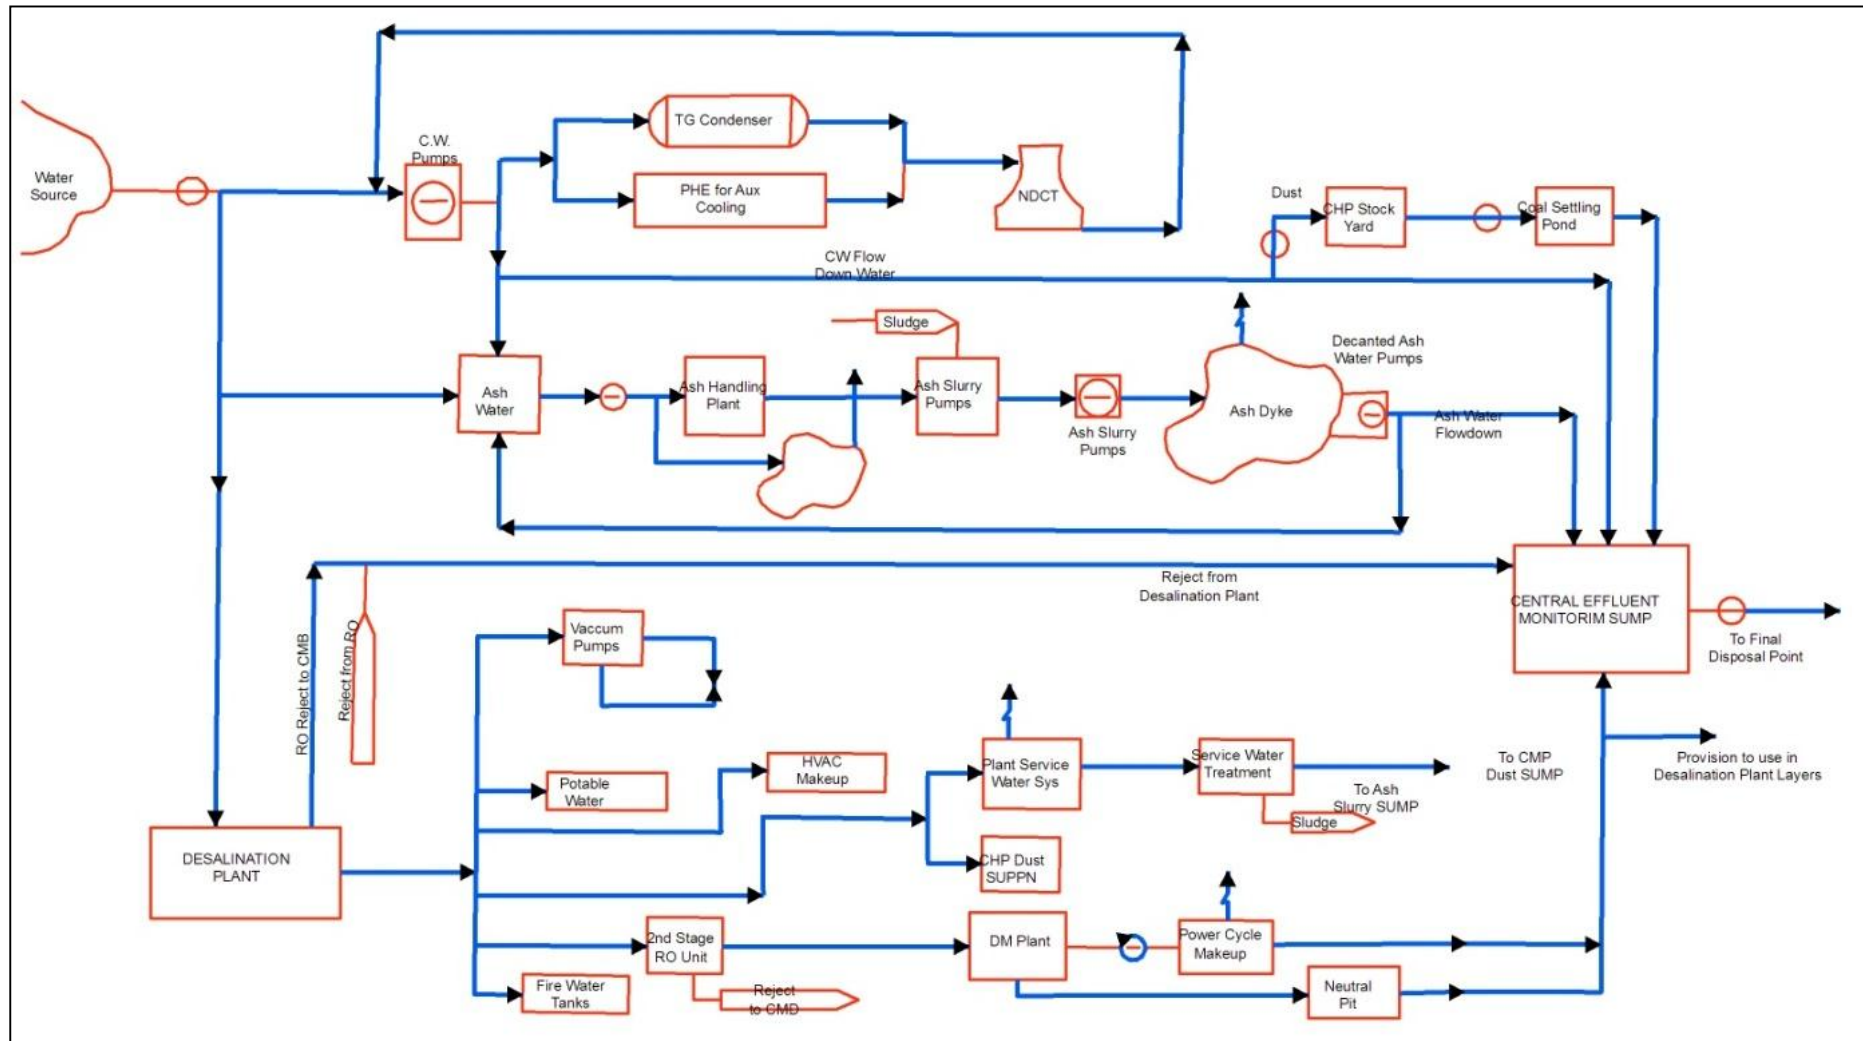 C.W.
Pumps
TG Condenser
Water
Source
PHE for Aux
Cooling
NDCT
Dust
CHP Stock
Yard
Coal Settling
Pond
CW Flow
Down Water
Sludge
Decanted Ash
Water Pumps
Ash
Water
Ash Handling
Plant
Ash Slurry
Pumps
Ash Slurry
Pumps
Ash Dyke
Ash Water
Flowdown
Reject from
Desalination Plant
CENTRAL EFFLUENT
MONITORIM SUMP
To Final
Disposal Point
RO Reject to CMB
Reject from RO
Vaccum
Pumps
Potable
Water
HVAC
Makeup
Plant Service
Water Sys
Service Water
Treatment
To CMP
Dust SUMP
Provision to use in
Desalination Plant Layers
To Ash
Slurry SUMP
Sludge
DESALINATION
PLANT
CHP Dust
SUPPN
2nd Stage
RO Unit
DM Plant
Power Cycle
Makeup
Fire Water
Tanks
Reject
to CMD
Neutral
Pit